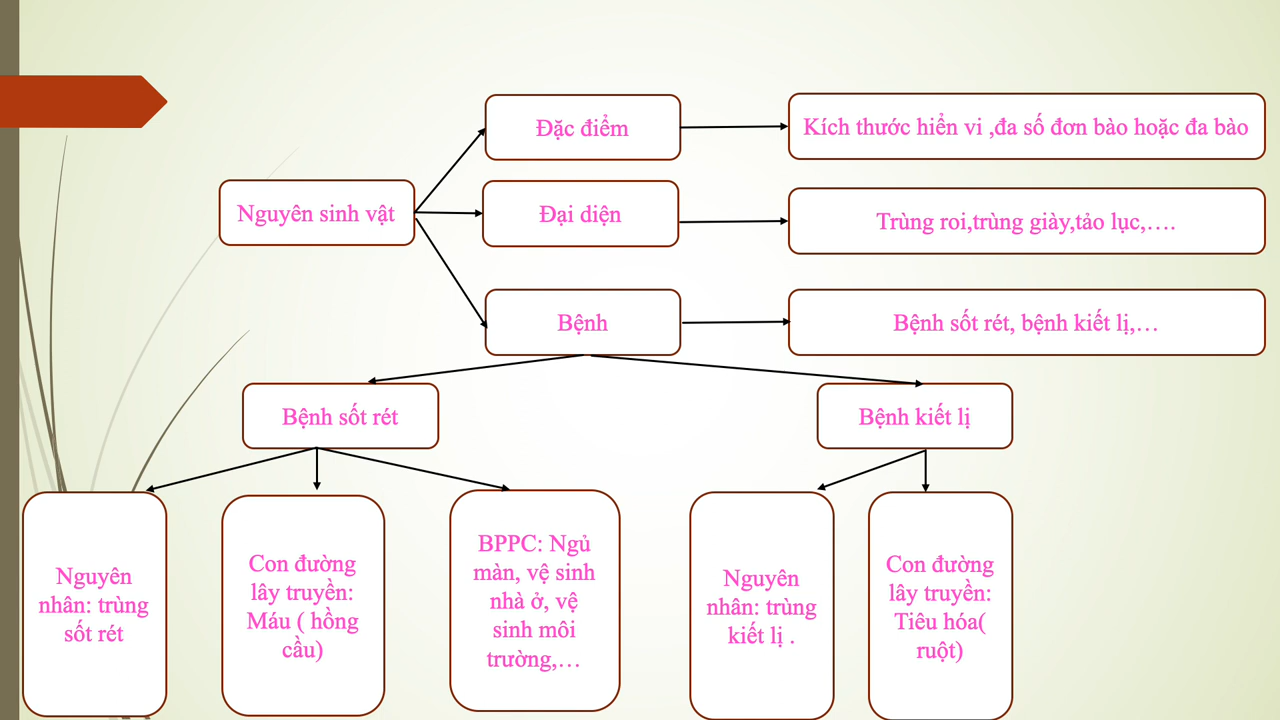 Đặc điểm
Kích thước hiển vi ,đa số đơn bào hoặc đa bào
Nguyên sinh vật
Đại diện
Trùng roi,trùng giày,tảo lục,….
Bệnh
Bệnh sốt rét, bệnh kiết lị,…
Bệnh sốt rét
Bệnh kiết lị
Nguyên
nhân: trùng
sốt rét
Con đường
lây truyền:
Máu ( hồng
cầu)
BPPC: Ngủ
màn, vệ sinh
nhà ở, vệ
sinh môi
trường,…
Nguyên
nhân: trùng
kiết lị .
Con đường
lây truyền:
Tiêu hóa(
ruột)